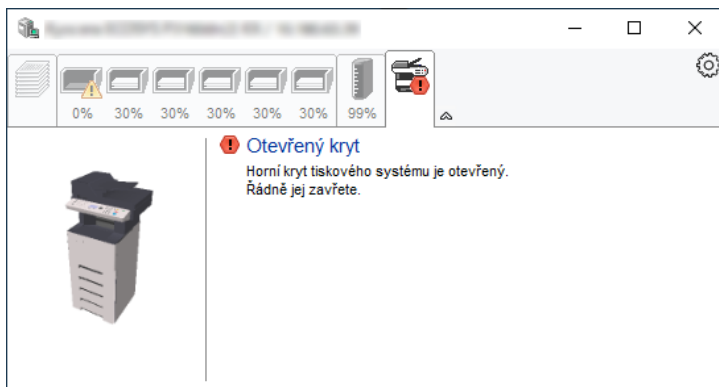 0% 30% 30% 30% 30% 30% 99%
Otevřený kryt
Horní kryt tiskového systému je otevřený.
Řádně jej zavřete.